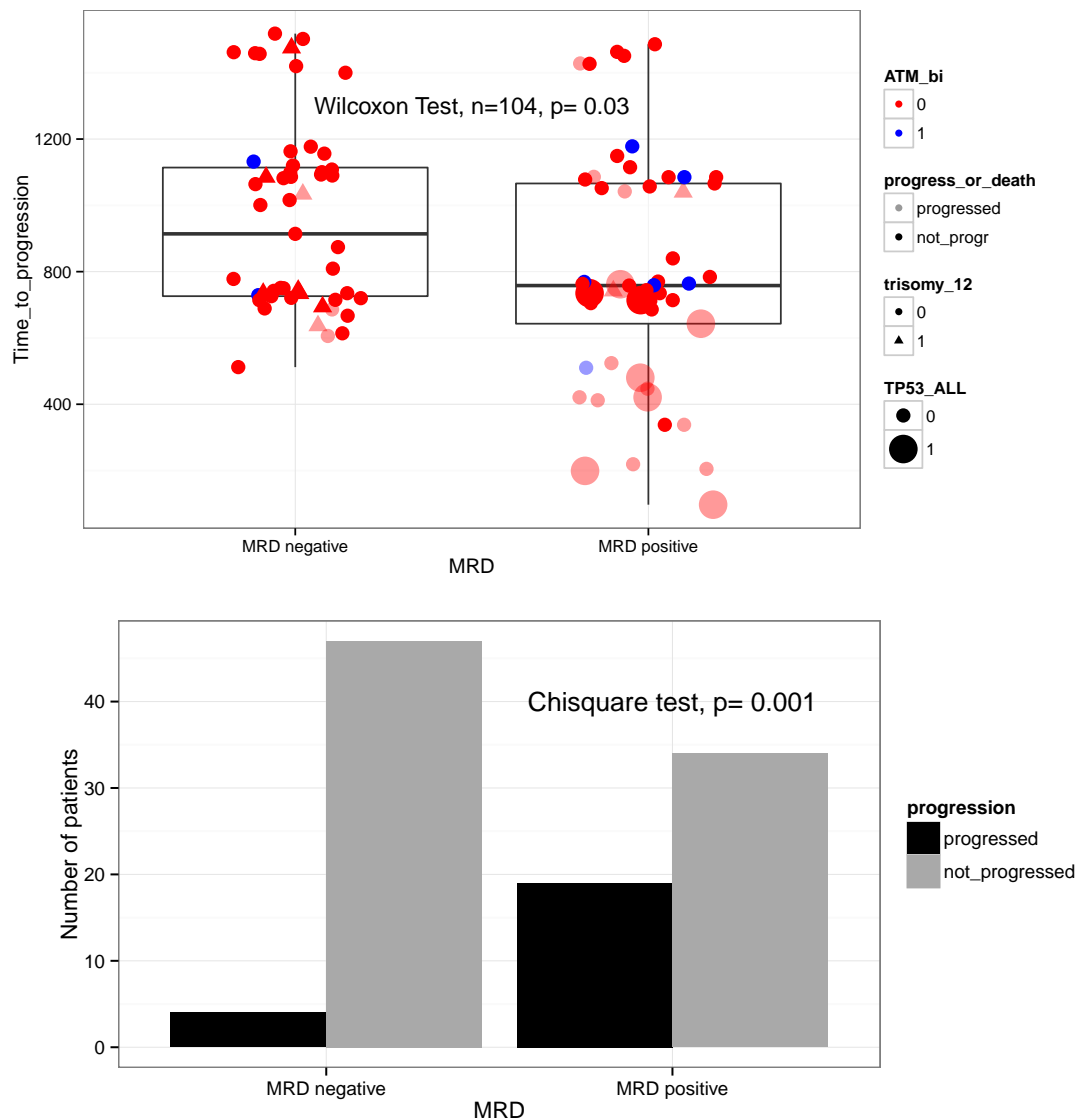 Wilcoxon Test, n=104, p= 0.03
Time_to_progression
1200
800
400
MRD negative
MRD positive
MRD
ATM_bi
0
1
progress_or_death
progressed
not_progr
trisomy_12
0
1
TP53_ALL
0
1
Chisquare test, p= 0.001
Number of patients
40
30
20
10
0
MRD negative
MRD positive
MRD
progression
progressed
not_progressed